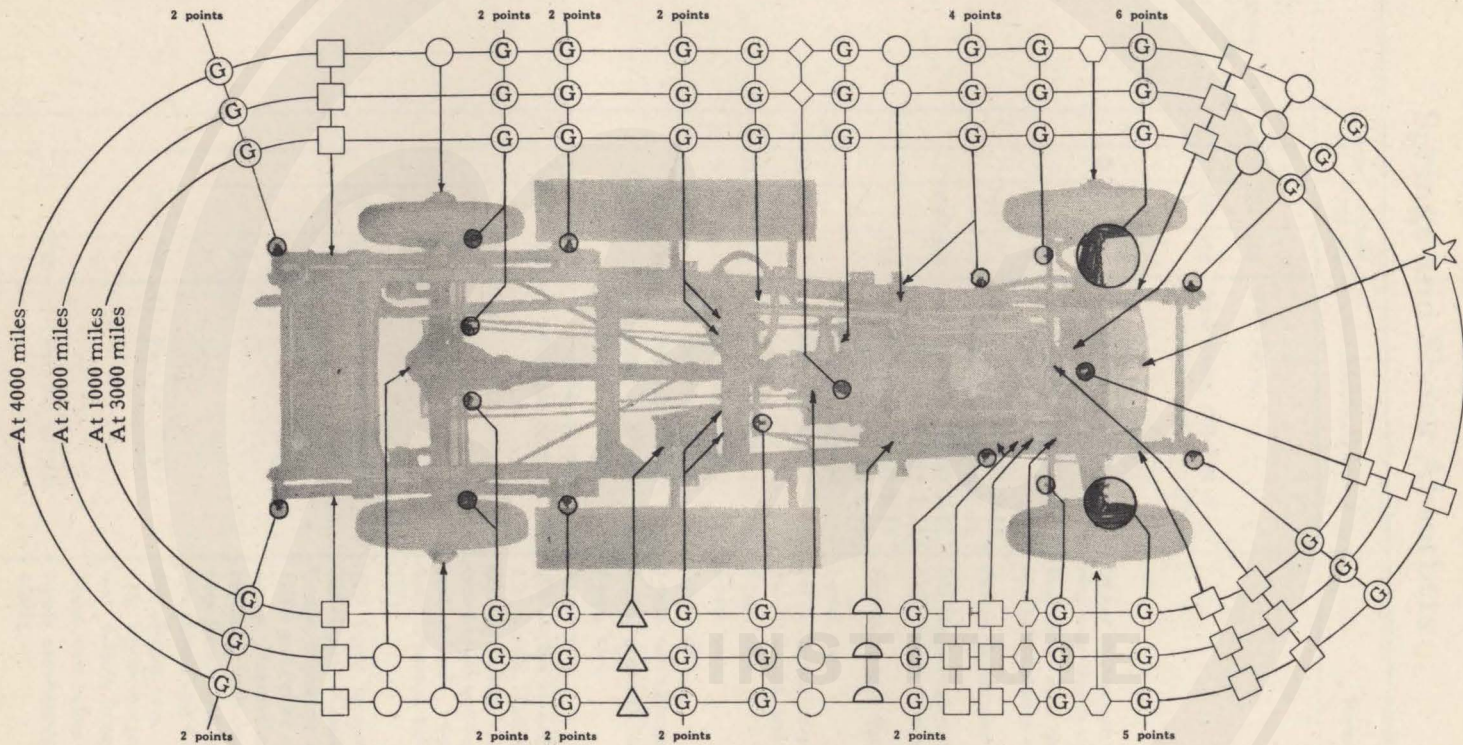 2 points 2 points 2 points 2 points 4 points 6 points
G G G G G G G G G G
G G G G G G G G G G
G G G G G G G G G G
At 4000 miles
At 2000 miles
At 1000 miles
At 3000 miles
G G G G G G G G G
G G G G G G G G G
G G G G G G G G G
INSTITUTE
2 points 2 points 2 points 2 points 2 points 5 points